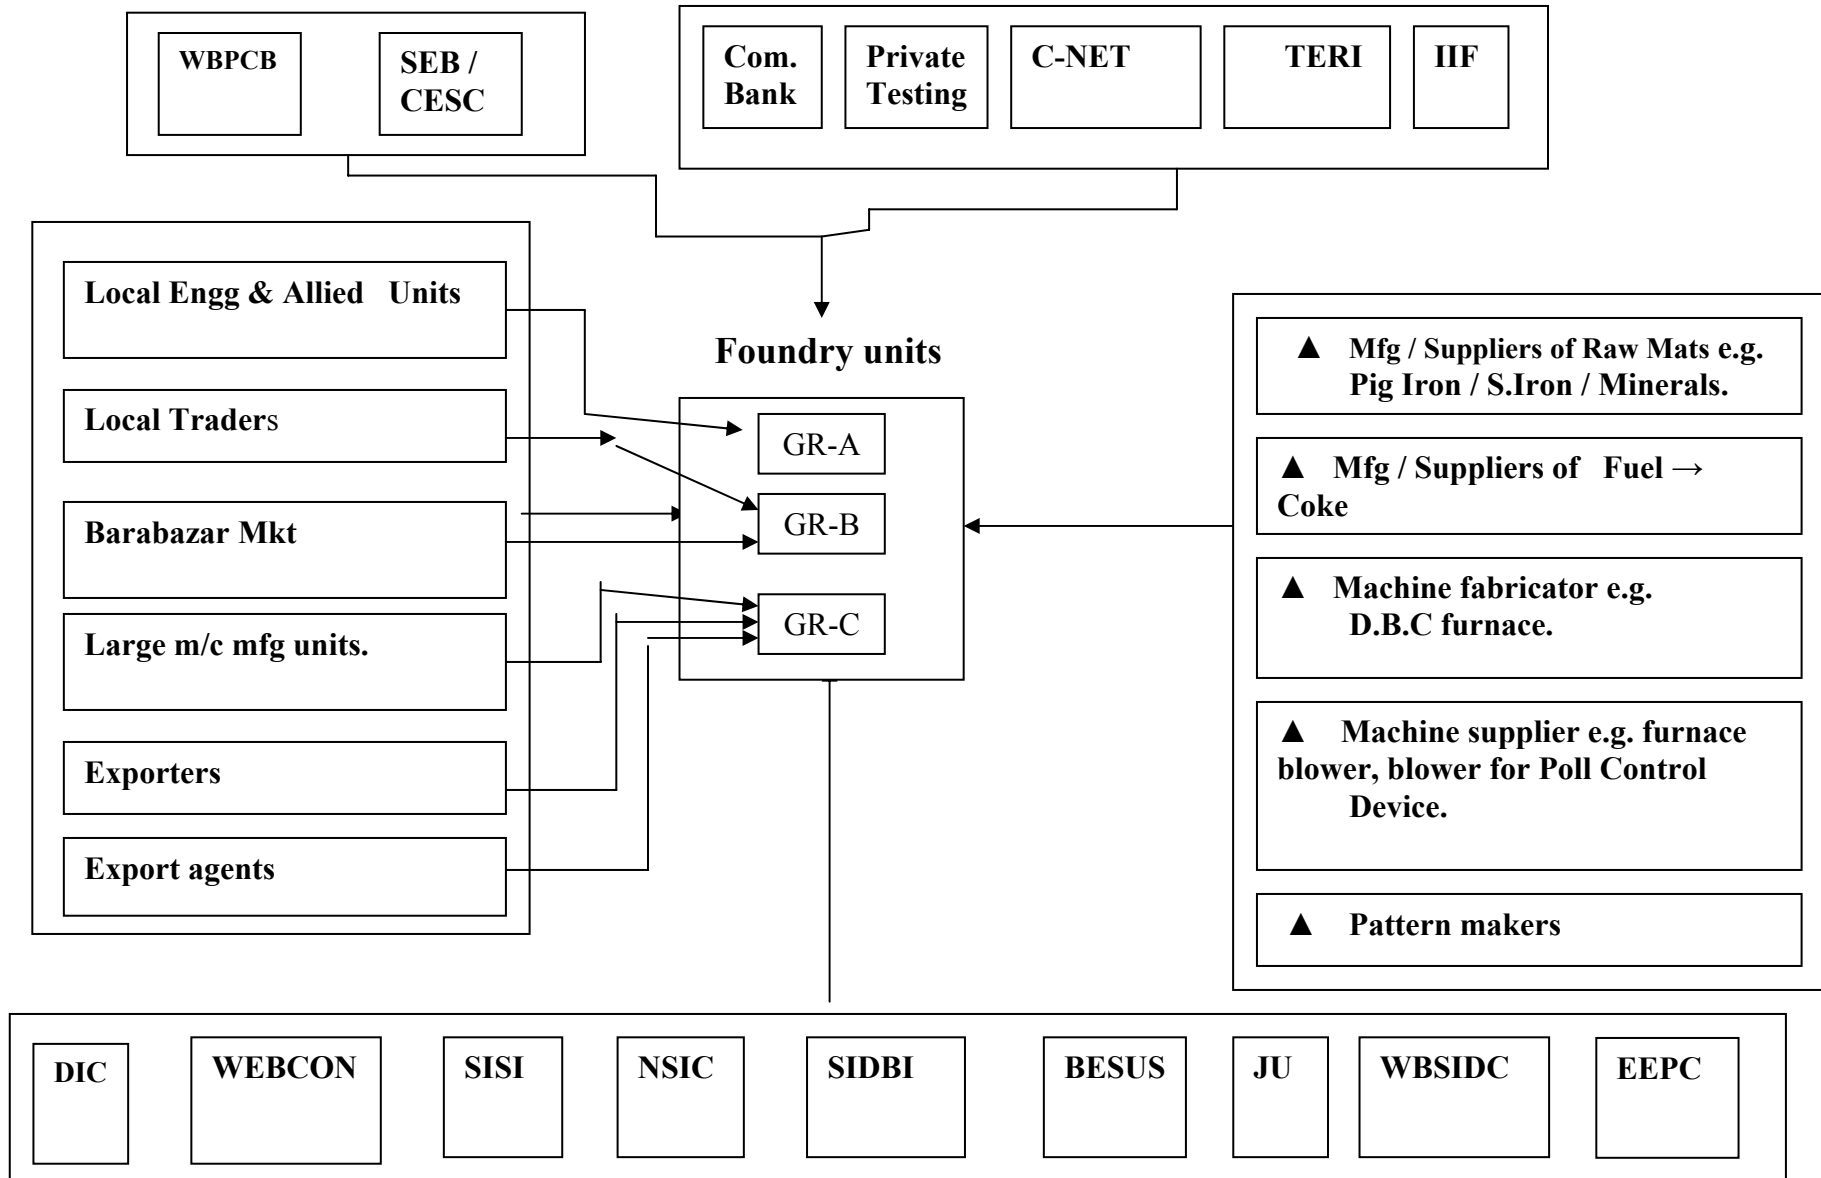 WBPCB
SEB /
CESC
Com.
Bank
Private
Testing
C-NET
TERI
IIF
Local Engg & Allied Units
Local Traders
Barabazar Mkt
Large m/c mfg units.
Exporters
Export agents
Foundry units
GR-A
GR-B
GR-C
▲ Mfg / Suppliers of Raw Mats e.g.
Pig Iron / S.Iron / Minerals.
▲ Mfg / Suppliers of Fuel →
Coke
▲ Machine fabricator e.g.
D.B.C furnace.
▲ Machine supplier e.g. furnace
blower, blower for Poll Control
Device.
▲ Pattern makers
DIC
WEBCON
SISI
NSIC
SIDBI
BESUS
JU
WBSIDC
EEPC